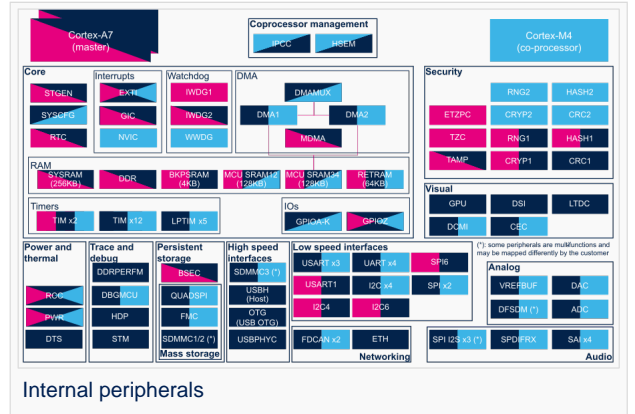 Cortex-A7
(master)
Coprocessor management
IPCC
HSEM
Cortex-M4
(co-processor)
Core
STGEN
SYSCFG
RTC
Interrupts
EXTI
GIC
NVIC
Watchdog
IWDG1
IWDG2
WWDG
DMA
DMAMUX
DMA1
DMA2
MDMA
Security
RNG2
HASH2
ETZPC
CRYP2
CRC2
TZC
RNG1
HASH1
TAMP
CRYP1
CRC1
RAM
SYSRAM
(256KB)
DDR
BKPSRAM
(4KB)
MCU SRAM12
(128KB)
MCU SRAM34
(128KB)
RETRAM
(64KB)
Timers
TIM x2
TIM x12
LPTIM x5
IOs
GPIOA-K
GPIOZ
Visual
GPU
DSI
LTDC
DCMI
CEC
(*): some peripherals are multifunctions and
may be mapped differently by the customer
Power and
thermal
ROC
PWR
DTS
Trace and
debug
DDRPERFM
DBGMCU
HDP
STM
Persistent
storage
BSEC
QUADSPI
FMC
SDMMC1/2 (*)
Mass storage
High speed
interfaces
SDMMC3 (*)
USBH
(Host)
OTG
(USB OTG)
USBPHYC
Low speed interfaces
USART x3
UART x4
SPI6
USART1
I2C x4
SPI x2
I2C4
I2C6
FDCAN x2
ETH
Networking
Analog
VREFBUF
DAC
DFSDM (*)
ADC
SPI I2S x3 (*)
SPDIFRX
SAI x4
Audio
Internal peripherals